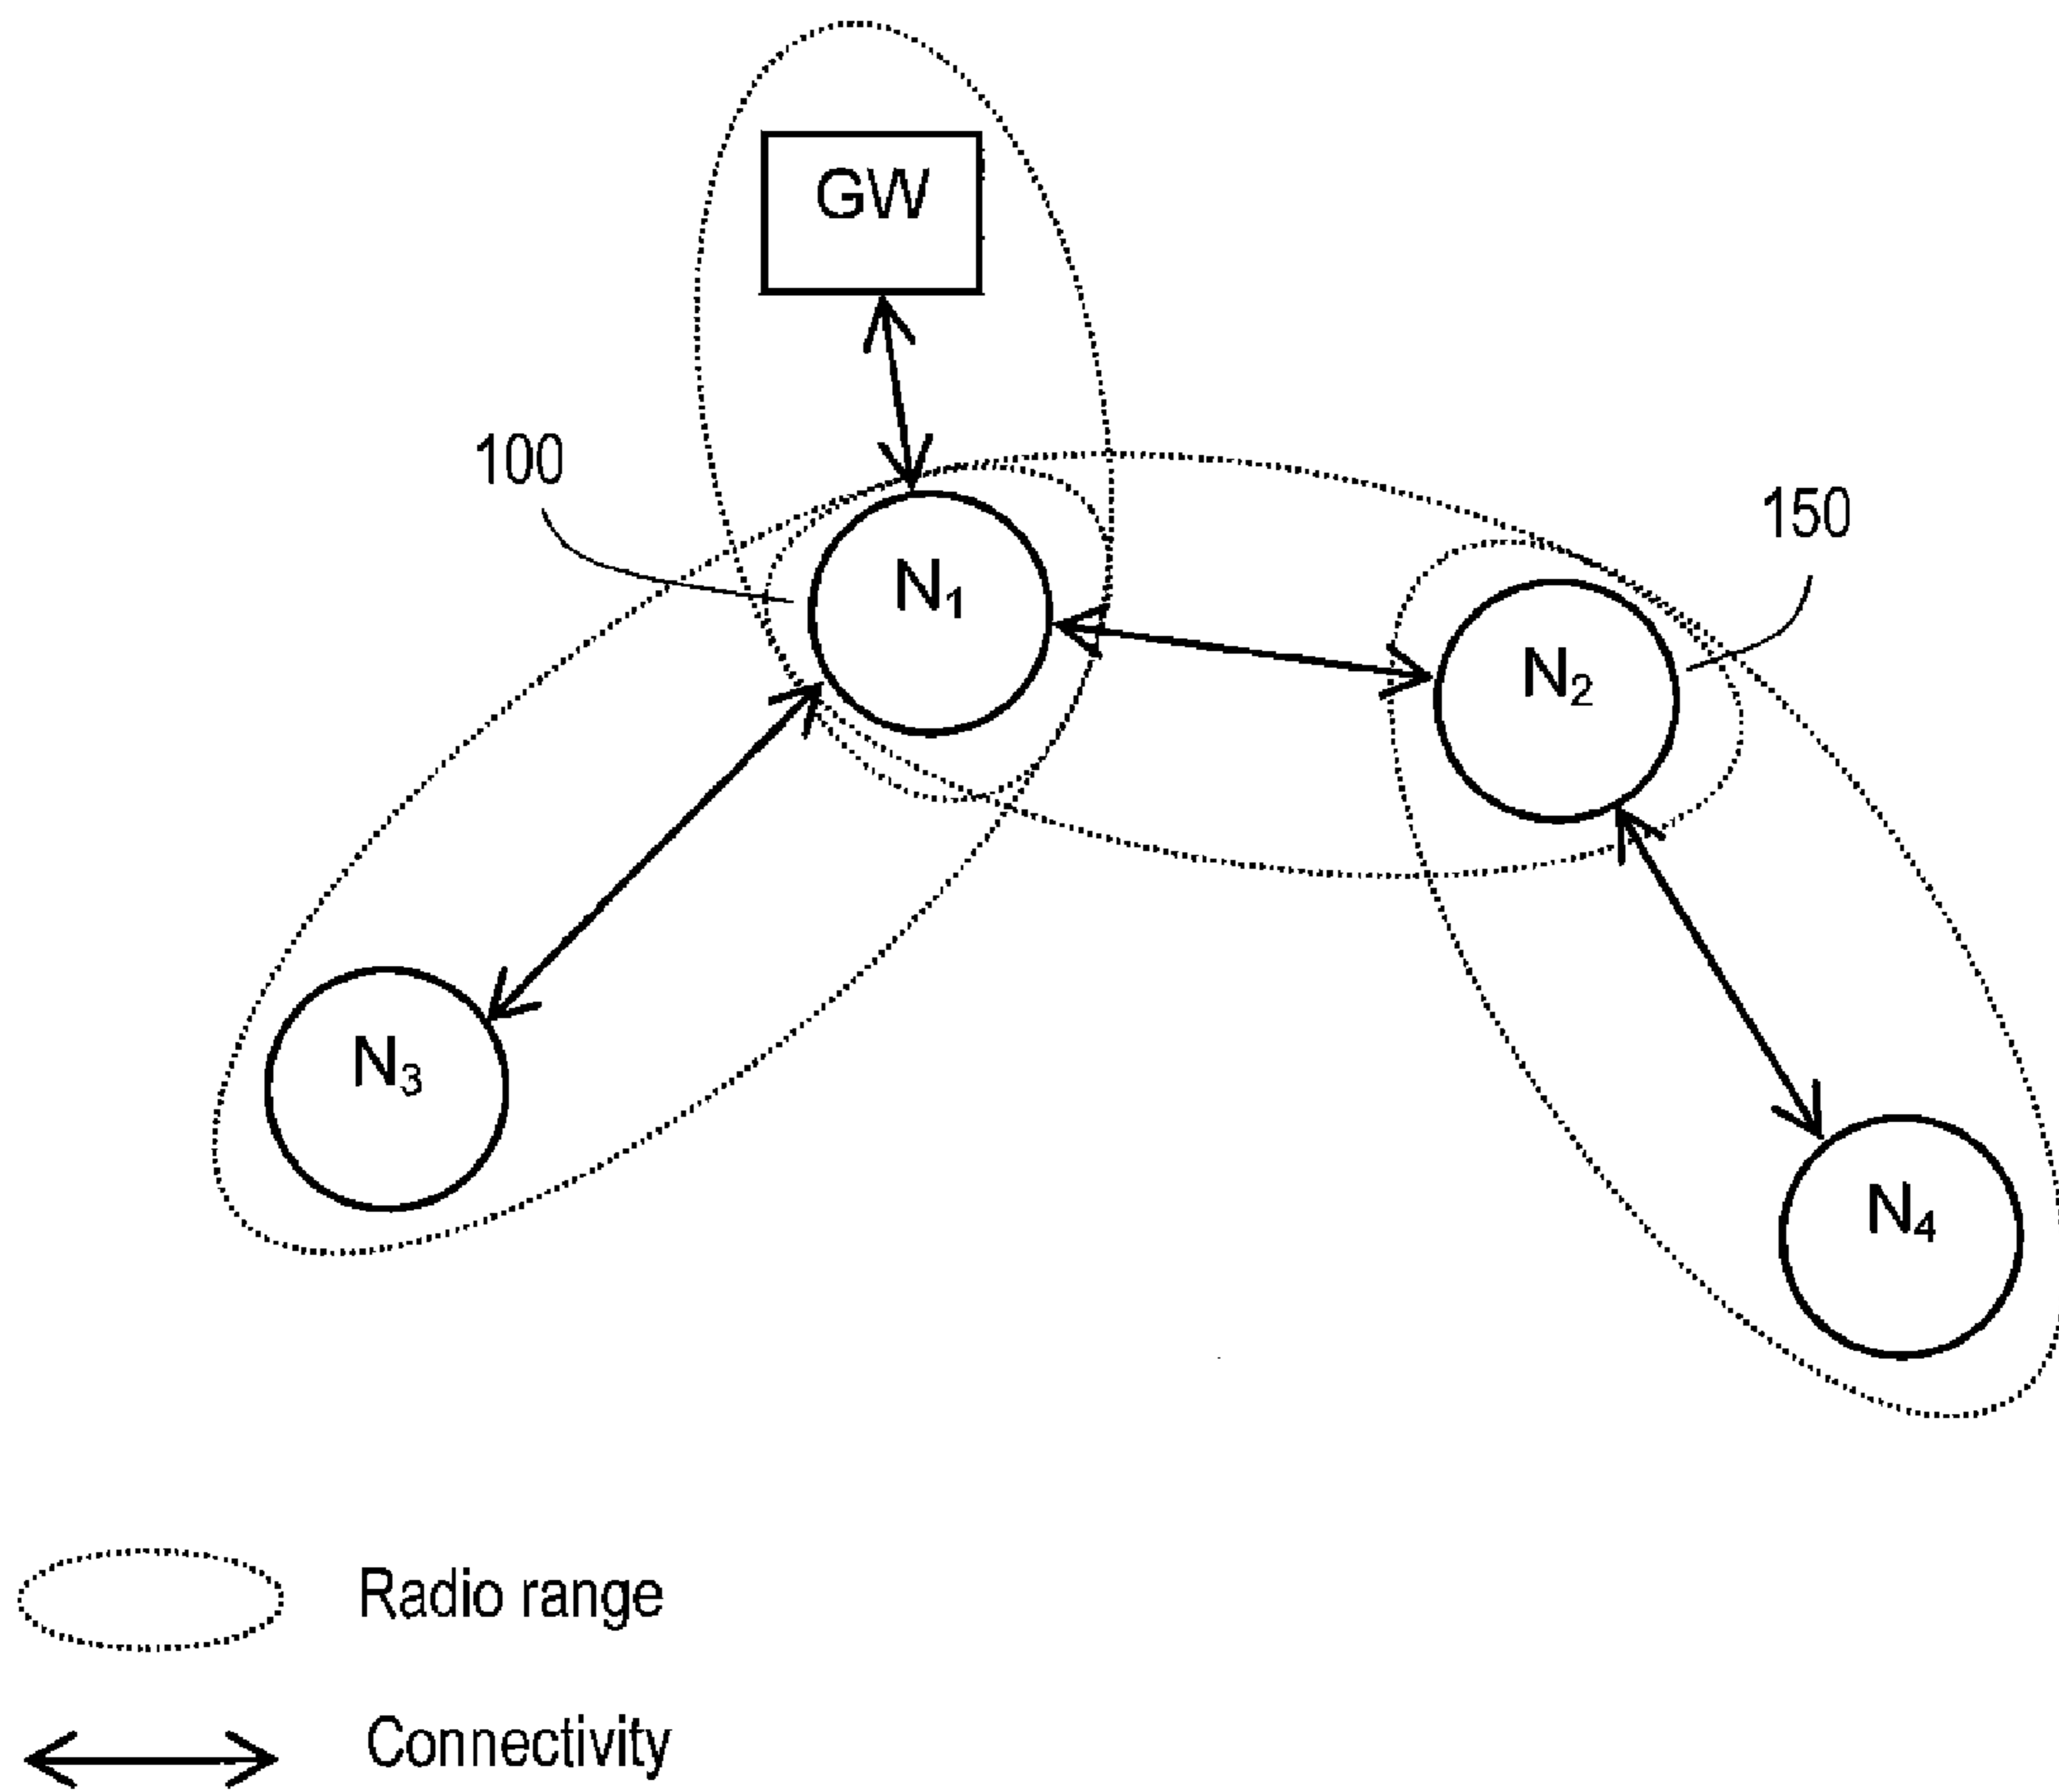 GW
100
150
N₁
N₂
N₃
N₄
Radio range
Connectivity